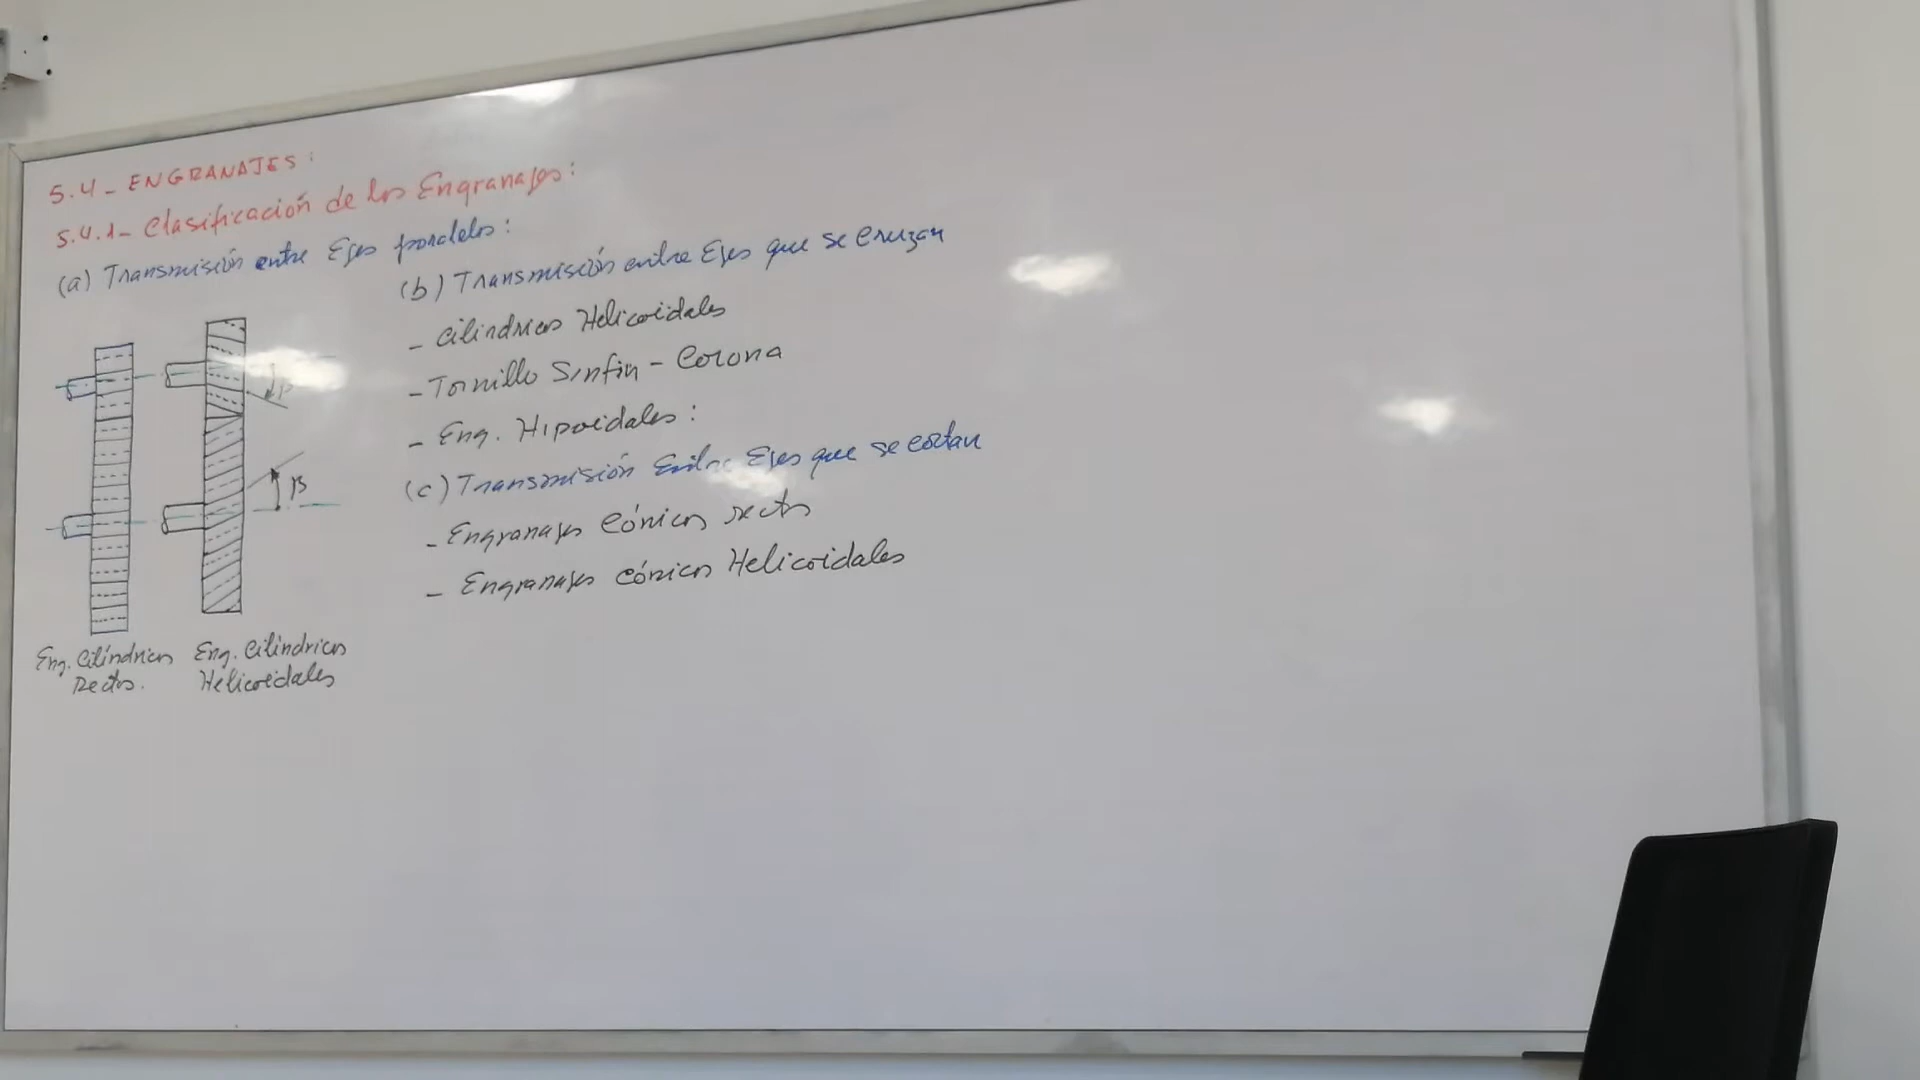 5.4- ENGRANAJES:
5.4.1- Clasificación de los Engranajes:
(a) Transmisión entre Ejes paralelos:
β
β
Eng. Cilíndricos
Rectos.
Eng. Cilíndricos
Helicoidales
(b) Transmisión entre Ejes que se cruzan
- Cilíndricos Helicoidales
- Tornillo Sinfin - Corona
- Eng. Hipoidales:
(c) Transmisión Entre Ejes que se cortan
- Engranajes cónicos rectos
- Engranajes cónicos Helicoidales